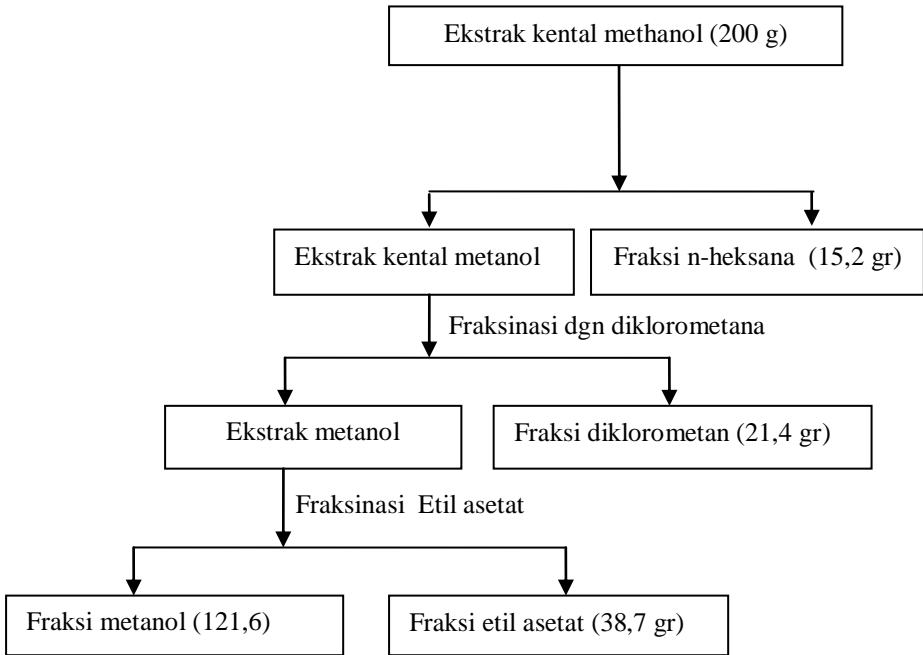 Ekstrak kental methanol (200 g)
Ekstrak kental metanol
Fraksi n-heksana (15,2 gr)
Fraksinasi dgn diklorometana
Ekstrak metanol
Fraksi diklorometan (21,4 gr)
Fraksinasi Etil asetat
Fraksi metanol (121,6)
Fraksi etil asetat (38,7 gr)